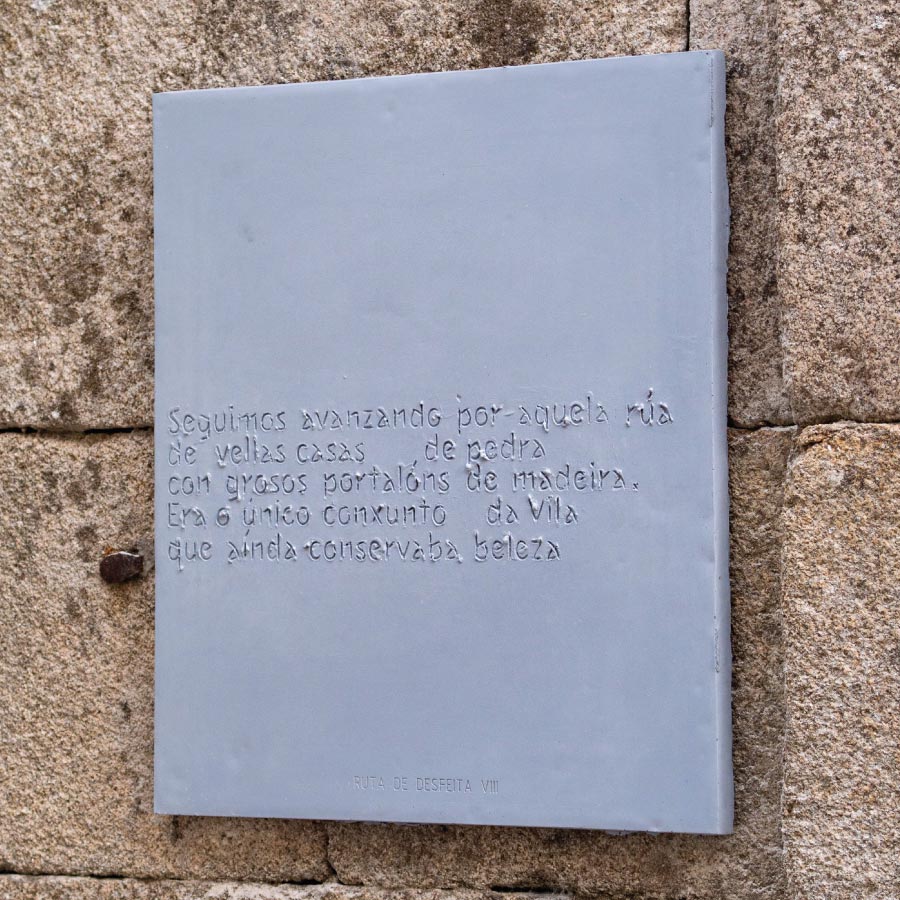 Seguimos avanzando por aquela rúa
de vellas casas de pedra
con grosos portalóns de madeira.
Era o único conxunto da Vila
que aínda conservaba beleza
RUTA DE DESFEITA VIII